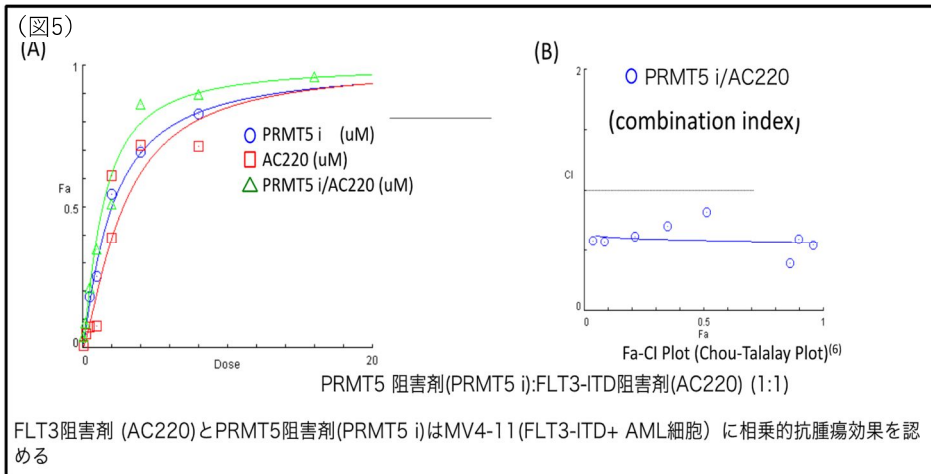 （図5）
(A)
1
Fa
0.5
0
0
Dose
20
PRMT5 i (uM)
AC220 (uM)
PRMT5 i/AC220 (uM)
(B)
2
PRMT5 i/AC220
(combination index)
CI
0
0
0.5
1
Fa
Fa-CI Plot (Chou-Talalay Plot)(6)
PRMT5 阻害剤(PRMT5 i):FLT3-ITD阻害剤(AC220) (1:1)
FLT3阻害剤 (AC220)とPRMT5阻害剤(PRMT5 i)はMV4-11(FLT3-ITD+ AML細胞）に相乗的抗腫瘍効果を認
める